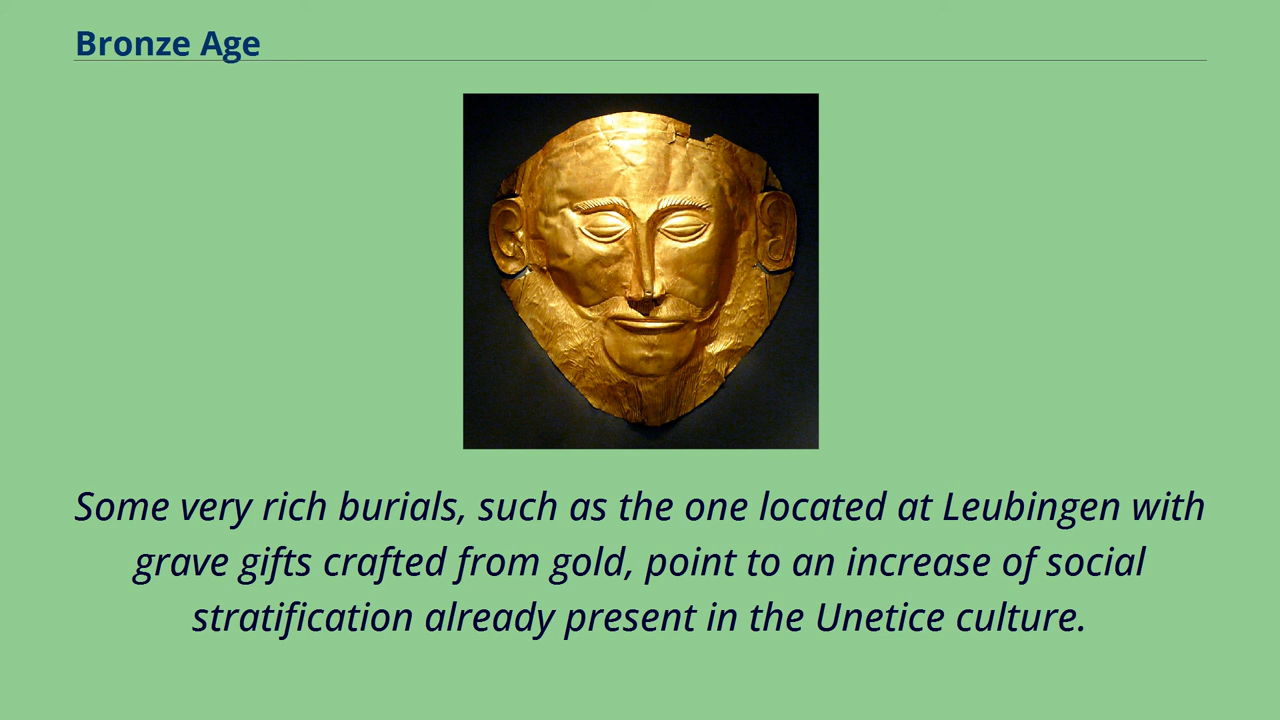 Bronze Age
Some very rich burials, such as the one located at Leubingen with
grave gifts crafted from gold, point to an increase of social
stratification already present in the Unetice culture.